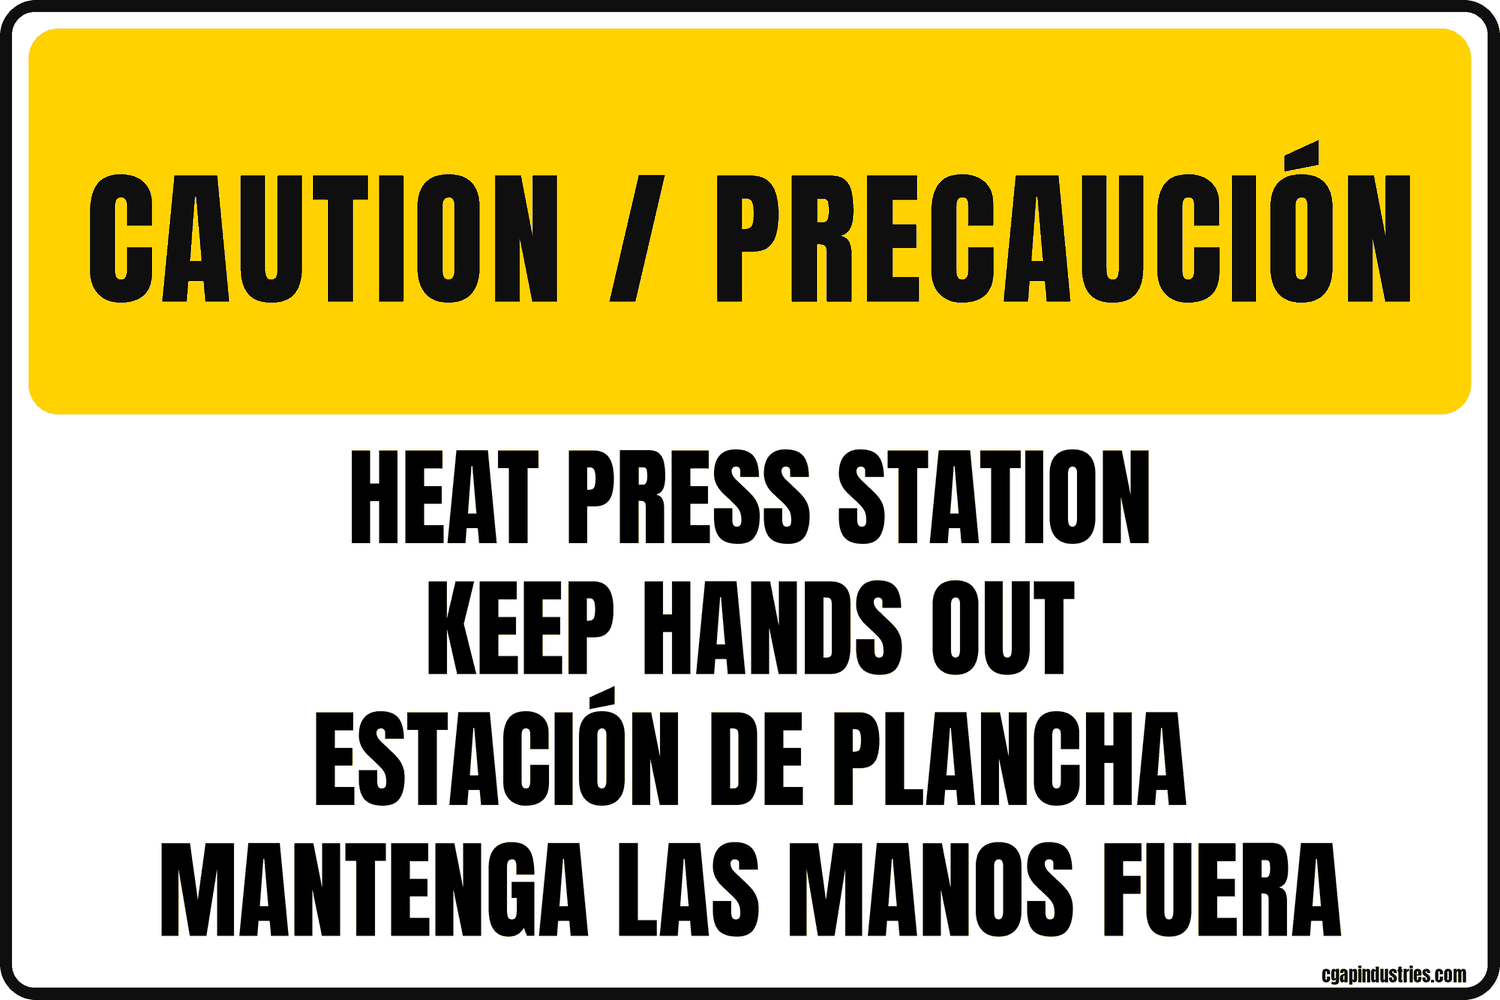 CAUTION / PRECAUCIÓN
HEAT PRESS STATION
KEEP HANDS OUT
ESTACIÓN DE PLANCHA
MANTENGA LAS MANOS FUERA
cgapindustries.com